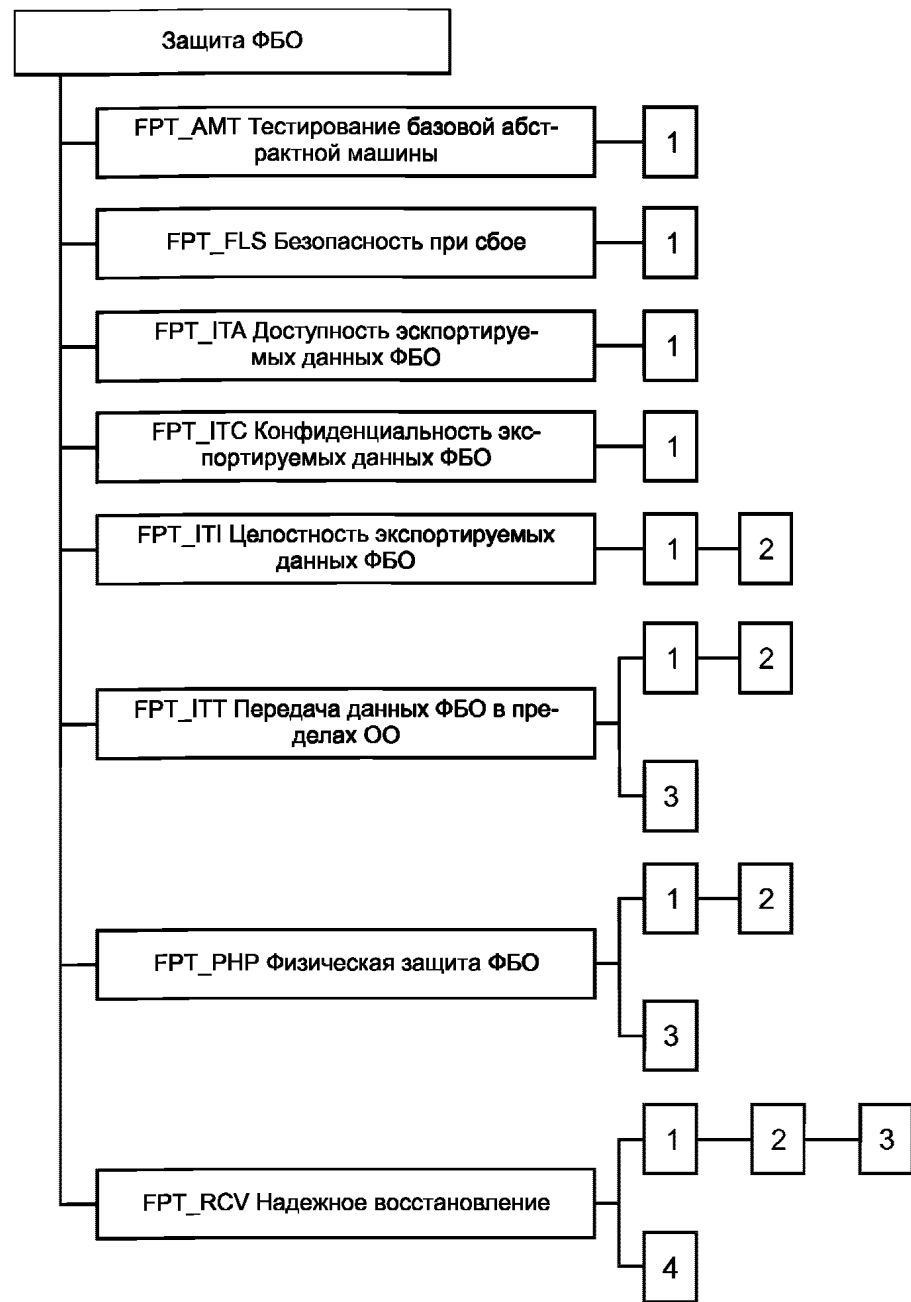 Защита ФБО
FPT_AMT Тестирование базовой абст-
рактной машины
1
FPT_FLS Безопасность при сбое
1
FPT_ITA Доступность эскпортируе-
мых данных ФБО
1
FPT_ITC Конфиденциальность экс-
портируемых данных ФБО
1
FPT_ITI Целостность экспортируемых
данных ФБО
1
2
FPT_ITT Передача данных ФБО в пре-
делах ОО
1
2
3
FPT_PHP Физическая защита ФБО
1
2
3
FPT_RCV Надежное восстановление
1
2
3
4